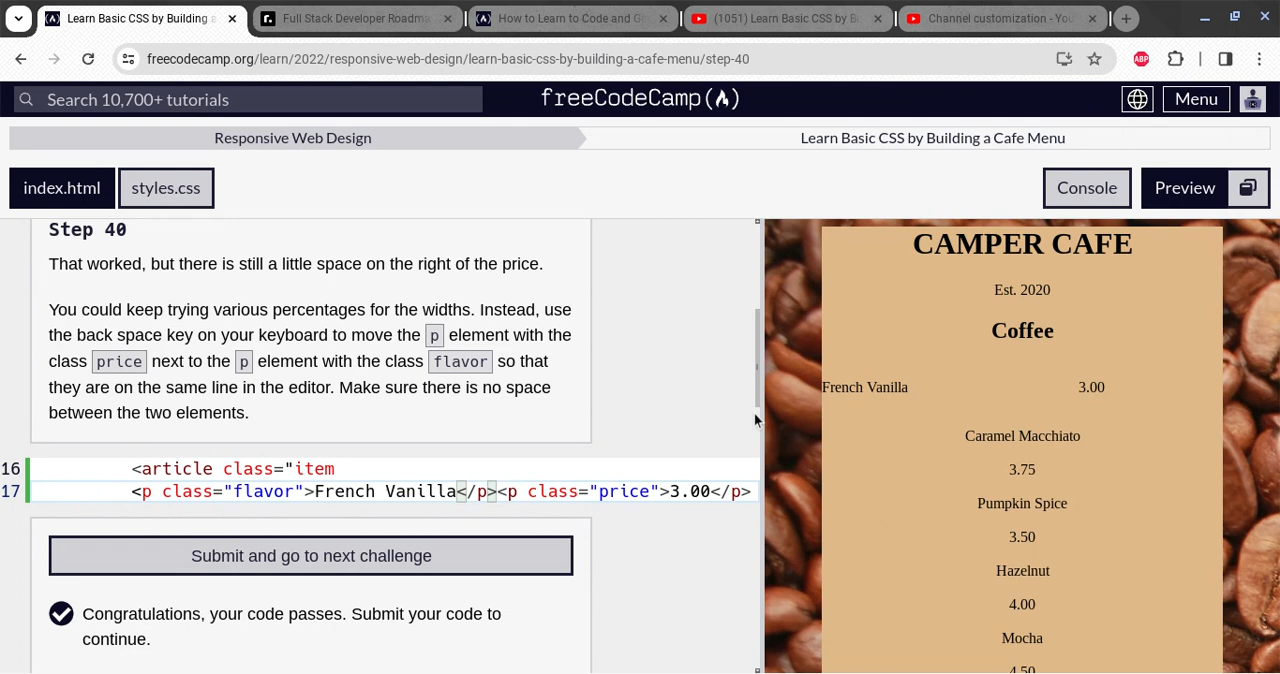 Learn Basic CSS by Building a
Full Stack Developer Roadma
How to Learn to Code and Ge
(1051) Learn Basic CSS by B
Channel customization - You
freecodecamp.org/learn/2022/responsive-web-design/learn-basic-css-by-building-a-cafe-menu/step-40
ABP
Search 10,700+ tutorials
freeCodeCamp
Menu
Responsive Web Design
Learn Basic CSS by Building a Cafe Menu
index.html
styles.css
Console
Preview
Step 40
That worked, but there is still a little space on the right of the price.
You could keep trying various percentages for the widths. Instead, use
the back space key on your keyboard to move the p element with the
class price next to the p element with the class flavor so that
they are on the same line in the editor. Make sure there is no space
between the two elements.
16 <article class="item
17 <p class="flavor">French Vanilla</p><p class="price">3.00</p>
Submit and go to next challenge
Congratulations, your code passes. Submit your code to
continue.
CAMPER CAFE
Est. 2020
Coffee
French Vanilla 3.00
Caramel Macchiato
3.75
Pumpkin Spice
3.50
Hazelnut
4.00
Mocha
4.50